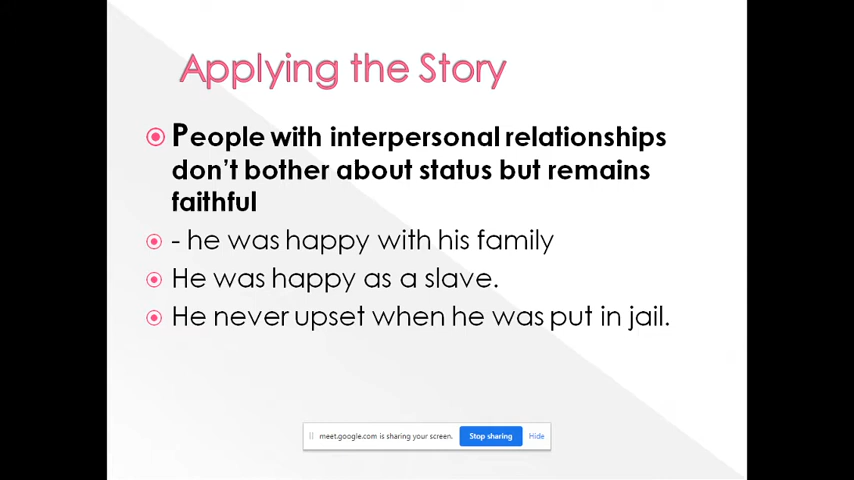 Applying the Story
People with interpersonal relationships
don't bother about status but remains
faithful
- he was happy with his family
He was happy as a slave.
He never upset when he was put in jail.
meet.google.com is sharing your screen. Stop sharing Hide